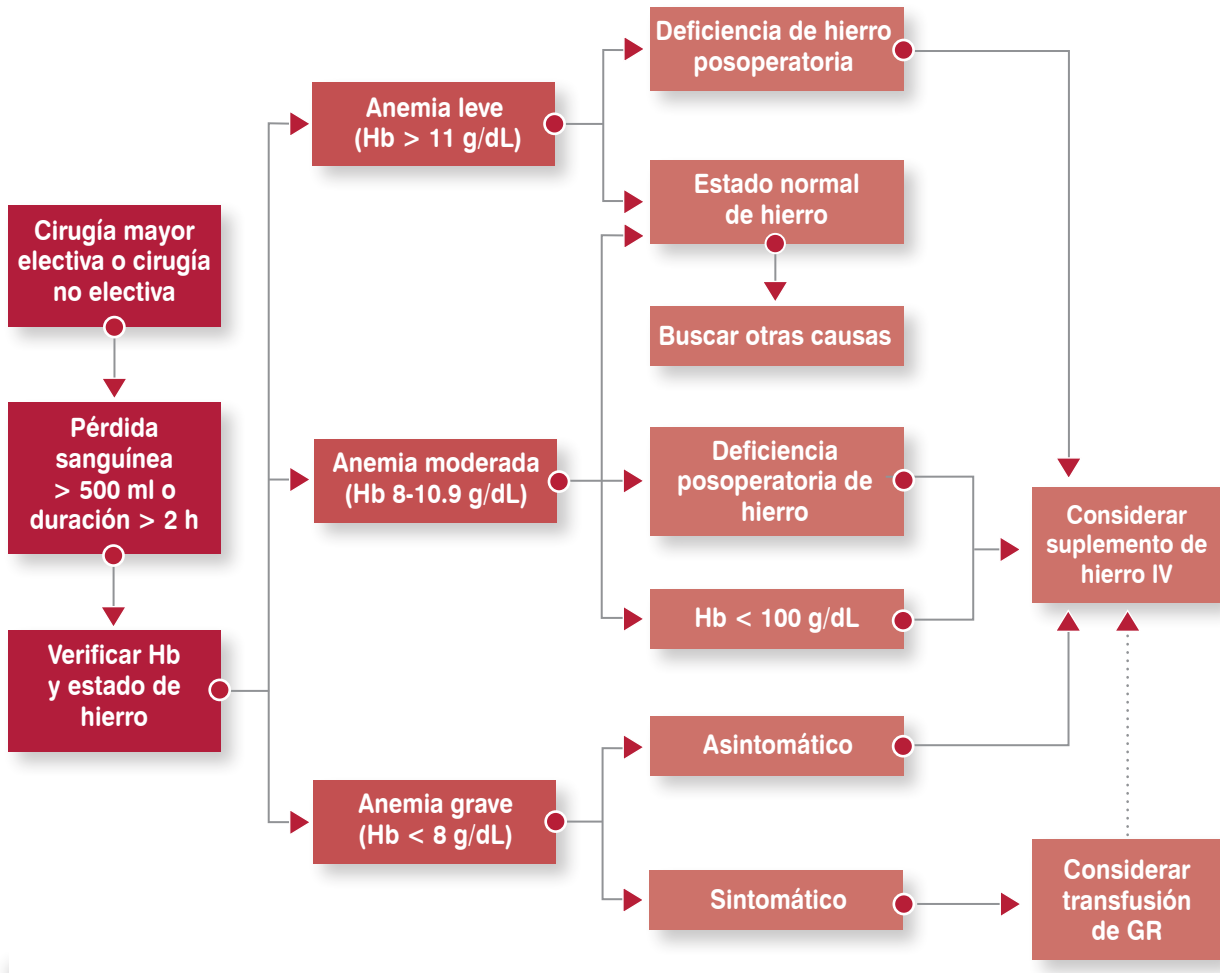 Cirugía mayor
electiva o cirugía
no electiva
Pérdida
sanguínea
> 500 ml o
duración > 2 h
Verificar Hb
y estado de
hierro
Anemia leve
(Hb > 11 g/dL)
Anemia moderada
(Hb 8-10.9 g/dL)
Anemia grave
(Hb < 8 g/dL)
Deficiencia de hierro
posoperatoria
Estado normal
de hierro
Buscar otras causas
Deficiencia
posoperatoria de
hierro
Hb < 100 g/dL
Asintomático
Sintomático
Considerar
suplemento de
hierro IV
Considerar
transfusión
de GR